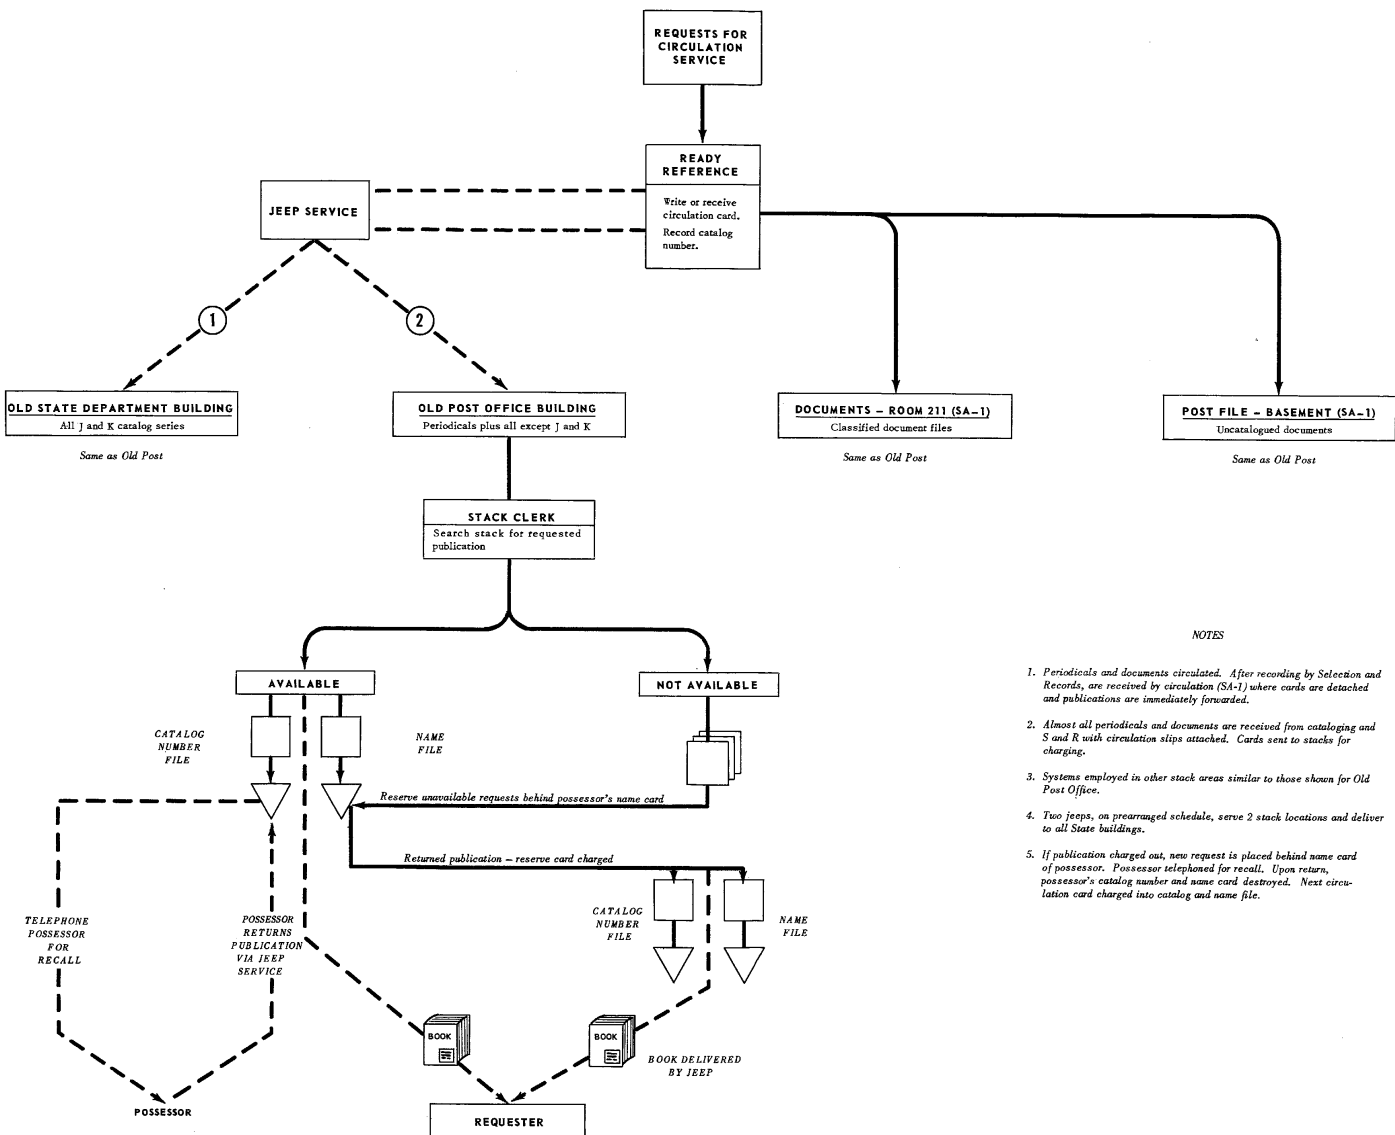 REQUESTS FOR
CIRCULATION
SERVICE
READY
REFERENCE
Write or receive
circulation card.
Record catalog
number.
JEEP SERVICE
1
2
OLD STATE DEPARTMENT BUILDING
All J and K catalog series
Same as Old Post
OLD POST OFFICE BUILDING
Periodicals plus all except J and K
DOCUMENTS – ROOM 211 (SA-1)
Classified document files
Same as Old Post
POST FILE – BASEMENT (SA-1)
Uncatalogued documents
Same as Old Post
STACK CLERK
Search stack for requested
publication
AVAILABLE
NOT AVAILABLE
CATALOG
NUMBER
FILE
NAME
FILE
Reserve unavailable requests behind possessor's name card
Returned publication – reserve card charged
CATALOG
NUMBER
FILE
NAME
FILE
TELEPHONE
POSSESSOR
FOR
RECALL
POSSESSOR
RETURNS
PUBLICATION
VIA JEEP
SERVICE
BOOK
BOOK
BOOK DELIVERED
BY JEEP
POSSESSOR
REQUESTER
NOTES
1. Periodicals and documents circulated. After recording by Selection and
Records, are received by circulation (SA-1) where cards are detached
and publications are immediately forwarded.
2. Almost all periodicals and documents are received from cataloging and
S and R with circulation slips attached. Cards sent to stacks for
charging.
3. Systems employed in other stack areas similar to those shown for Old
Post Office.
4. Two jeeps, on prearranged schedule, serve 2 stack locations and deliver
to all State buildings.
5. If publication charged out, new request is placed behind name card
of possessor. Possessor telephoned for recall. Upon return,
possessor's catalog number and name card destroyed. Next circu-
lation card charged into catalog and name file.